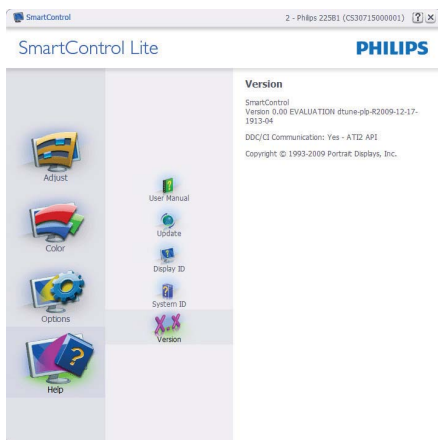 SmartControl
2 - Philips 225B1 (CS30715000001)
SmartControl Lite
PHILIPS
Version
SmartControl
Version 0.00 EVALUATION dtune-plp-R2009-12-17-
1913-04
DDC/CI Communication: Yes - ATI2 API
Copyright © 1993-2009 Portrait Displays, Inc.
Adjust
Color
Options
Help
User Manual
Update
Display ID
System ID
X.X
Version